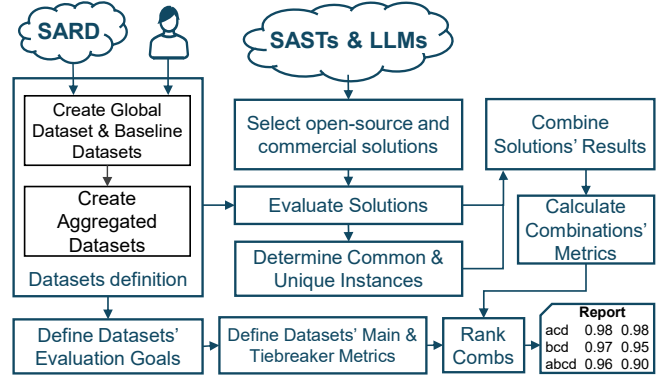 SARD
SASTs & LLMs
Create Global
Dataset & Baseline
Datasets
Create
Aggregated
Datasets
Datasets definition
Select open-source and
commercial solutions
Evaluate Solutions
Determine Common &
Unique Instances
Combine
Solutions' Results
Calculate
Combinations'
Metrics
Define Datasets'
Evaluation Goals
Define Datasets' Main &
Tiebreaker Metrics
Rank
Combs
Report
acd 0.98 0.98
bcd 0.97 0.95
abcd 0.96 0.90